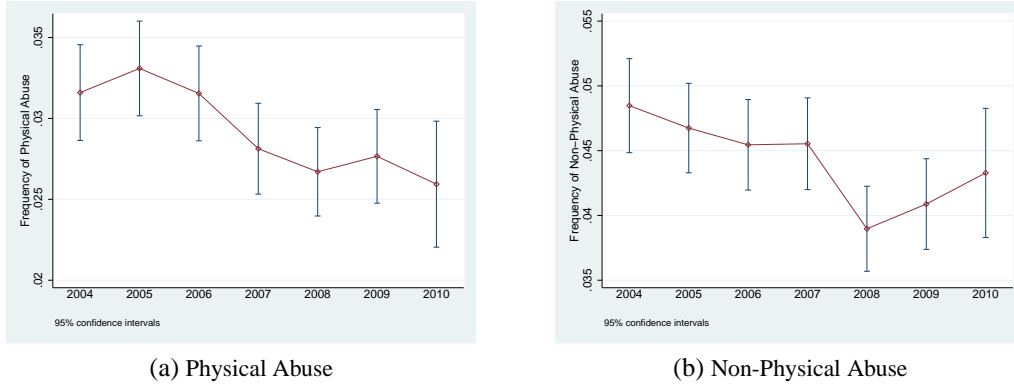 Frequency of Physical Abuse
.035
.03
.025
.02
2004 2005 2006 2007 2008 2009 2010
95% confidence intervals
(a) Physical Abuse
Frequency of Non-Physical Abuse
.055
.05
.045
.04
.035
2004 2005 2006 2007 2008 2009 2010
95% confidence intervals
(b) Non-Physical Abuse